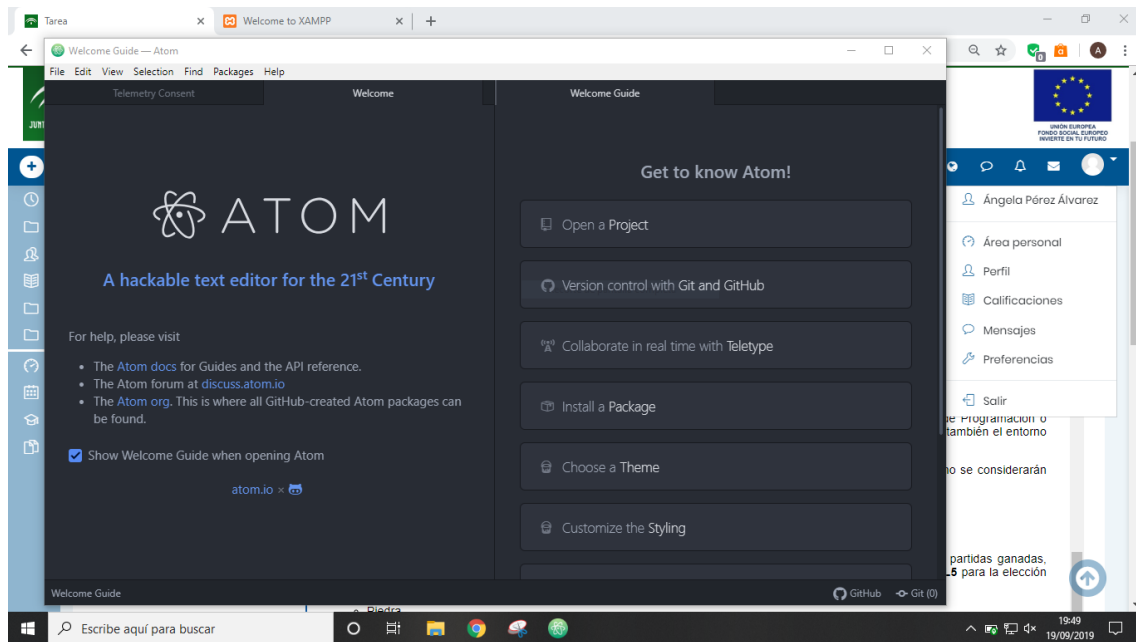 Tarea
Welcome to XAMPP
Welcome Guide — Atom
File Edit View Selection Find Packages Help
Telemetry Consent
Welcome
Welcome Guide
ATOM
A hackable text editor for the 21st Century
For help, please visit
The Atom docs for Guides and the API reference.
The Atom forum at discuss.atom.io
The Atom org. This is where all GitHub-created Atom packages can
be found.
Show Welcome Guide when opening Atom
atom.io ×
Get to know Atom!
Open a Project
Version control with Git and GitHub
Collaborate in real time with Teletype
Install a Package
Choose a Theme
Customize the Styling
Welcome Guide
GitHub
Git (0)
0
a
A
JUNT
UNIÓN EUROPEA
FONDO SOCIAL EUROPEO
INVIERTE EN TU FUTURO
Ángela Pérez Álvarez
Área personal
Perfil
Calificaciones
Mensajes
Preferencias
Salir
de Programación o
también el entorno
no se considerarán
partidas ganadas,
.5 para la elección
Piedra
Escribe aquí para buscar
19:49
19/09/2019